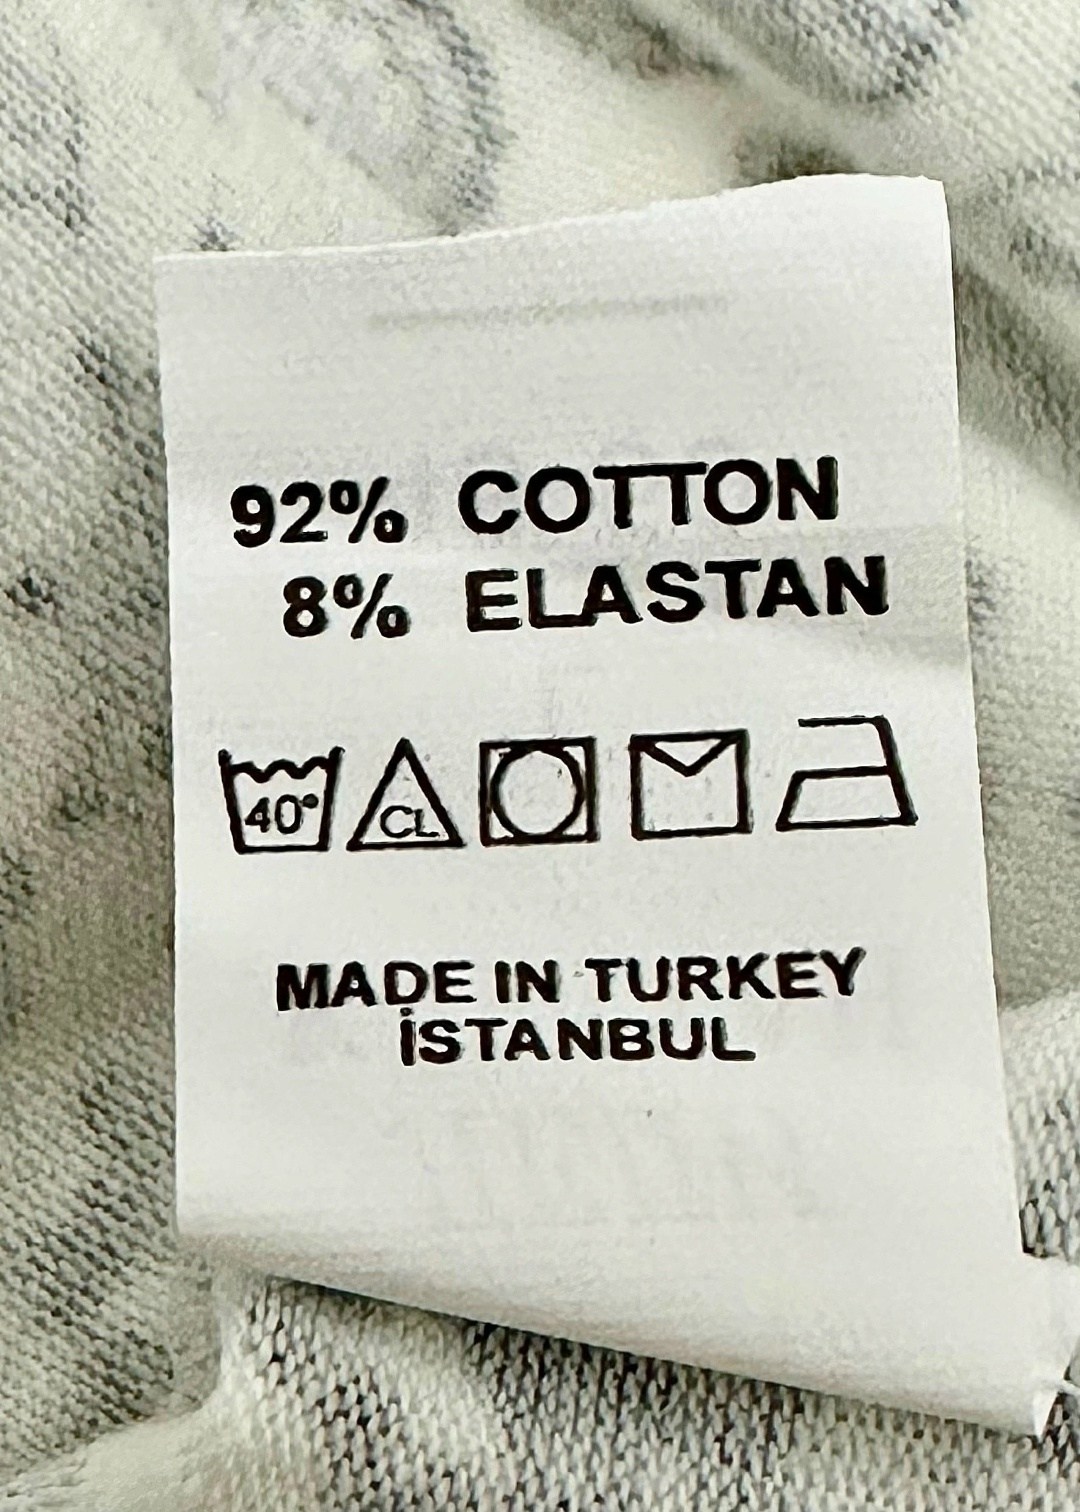 92% COTTON
8% ELASTAN
40° CL
MADE IN TURKEY
İSTANBUL